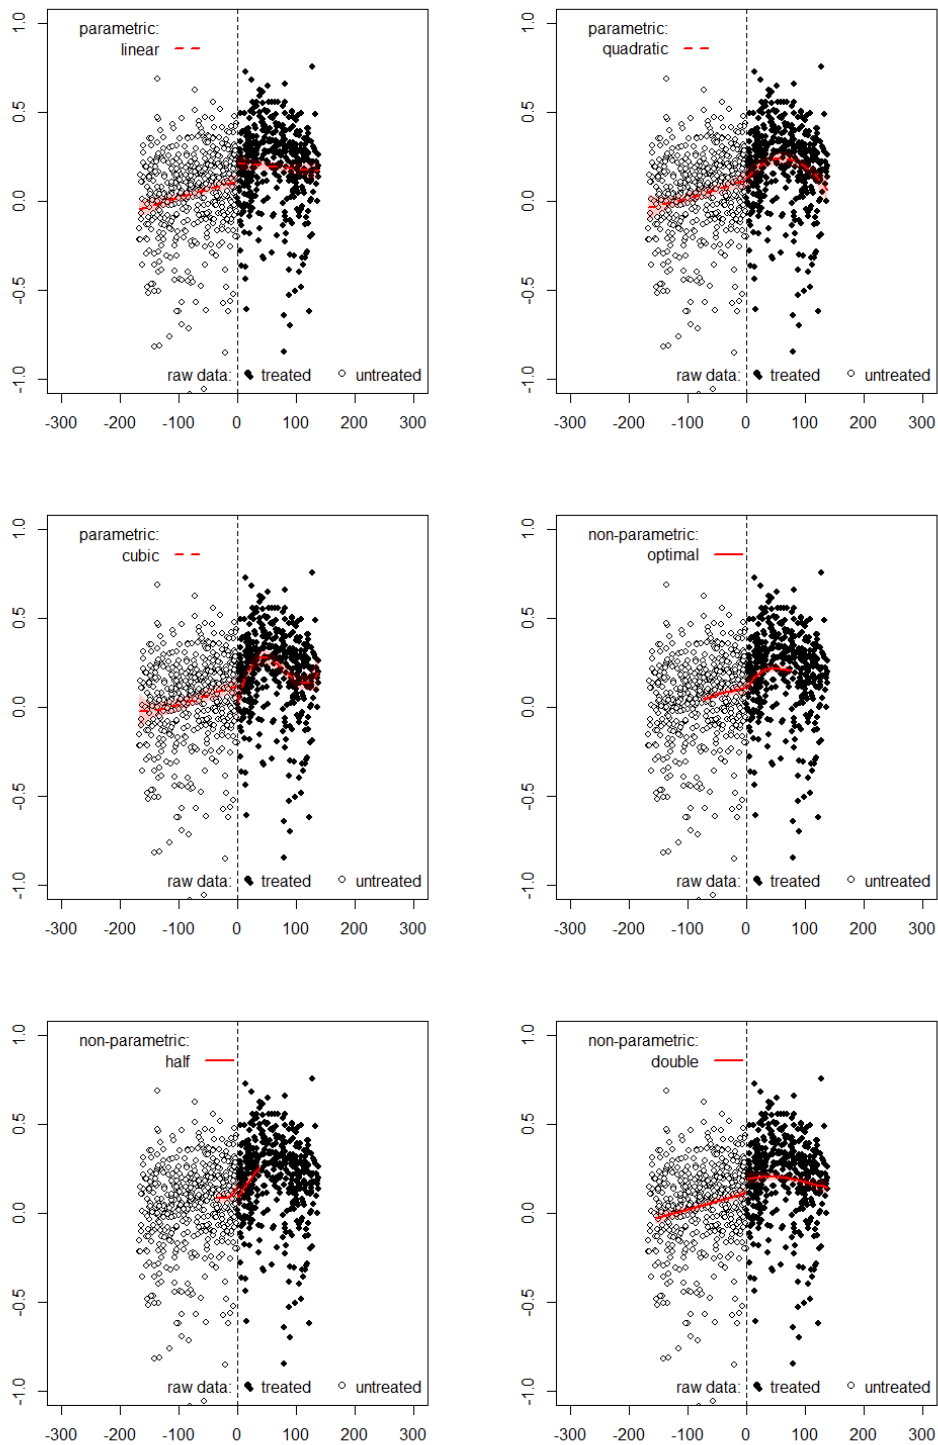 parametric:
linear
1.0
0.5
0.0
-0.5
-1.0
raw data: treated untreated
-300 -200 -100 0 100 200 300
parametric:
quadratic
1.0
0.5
0.0
-0.5
-1.0
raw data: treated untreated
-300 -200 -100 0 100 200 300
parametric:
cubic
1.0
0.5
0.0
-0.5
-1.0
raw data: treated untreated
-300 -200 -100 0 100 200 300
non-parametric:
optimal
1.0
0.5
0.0
-0.5
-1.0
raw data: treated untreated
-300 -200 -100 0 100 200 300
non-parametric:
half
1.0
0.5
0.0
-0.5
-1.0
raw data: treated untreated
-300 -200 -100 0 100 200 300
non-parametric:
double
1.0
0.5
0.0
-0.5
-1.0
raw data: treated untreated
-300 -200 -100 0 100 200 300